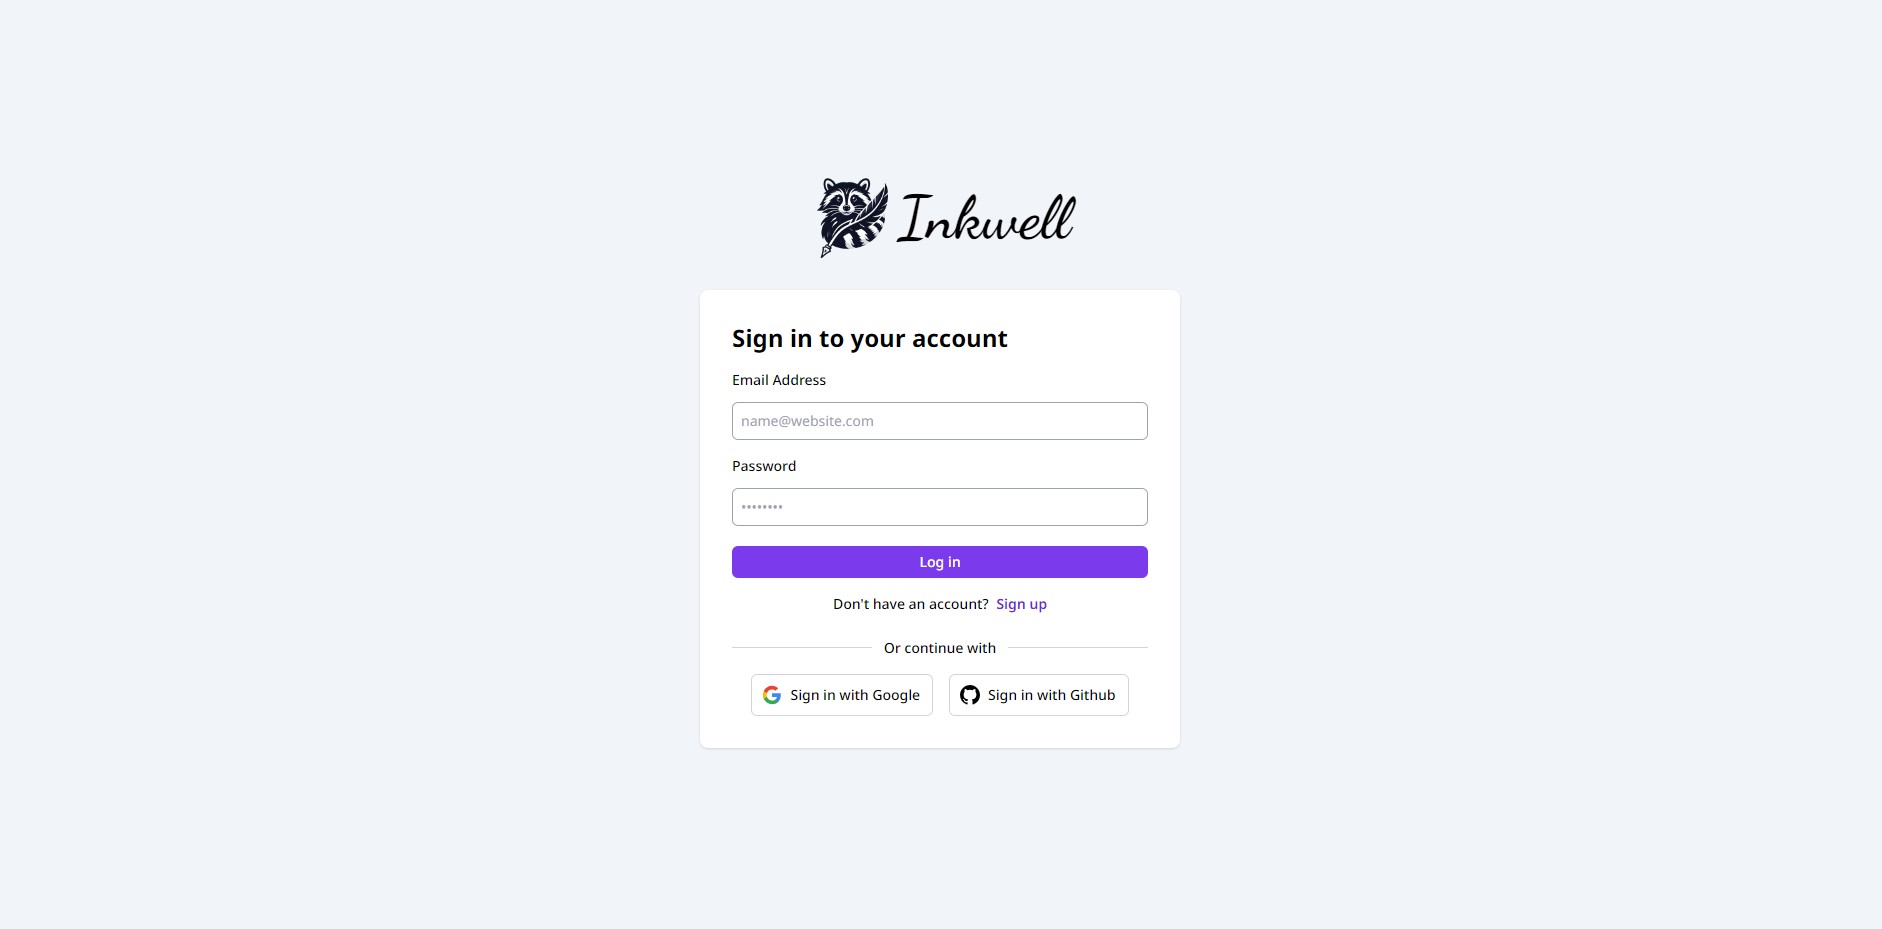 Inkwell
Sign in to your account
Email Address
name@website.com
Password
••••••••
Log in
Don't have an account? Sign up
Or continue with
Sign in with Google
Sign in with Github